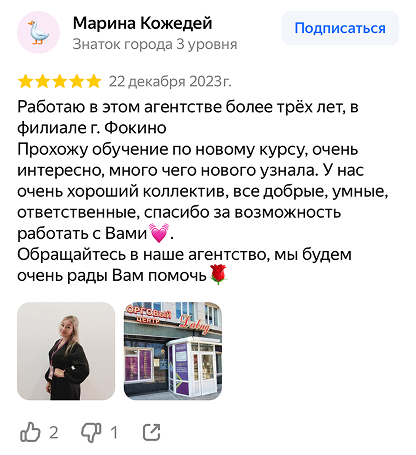 Марина Кожедей
Знаток города 3 уровня
Подписаться
22 декабря 2023 г.
Работаю в этом агентстве более трёх лет, в
филиале г. Фокино
Прохожу обучение по новому курсу, очень
интересно, много чего нового узнала. У нас
очень хороший коллектив, все добрые, умные,
ответственные, спасибо за возможность
работать с Вами💓.
Обращайтесь в наше агентство, мы будем
очень рады Вам помочь🌹
ОРГОВЫЙ
ЦЕНТР
2
1